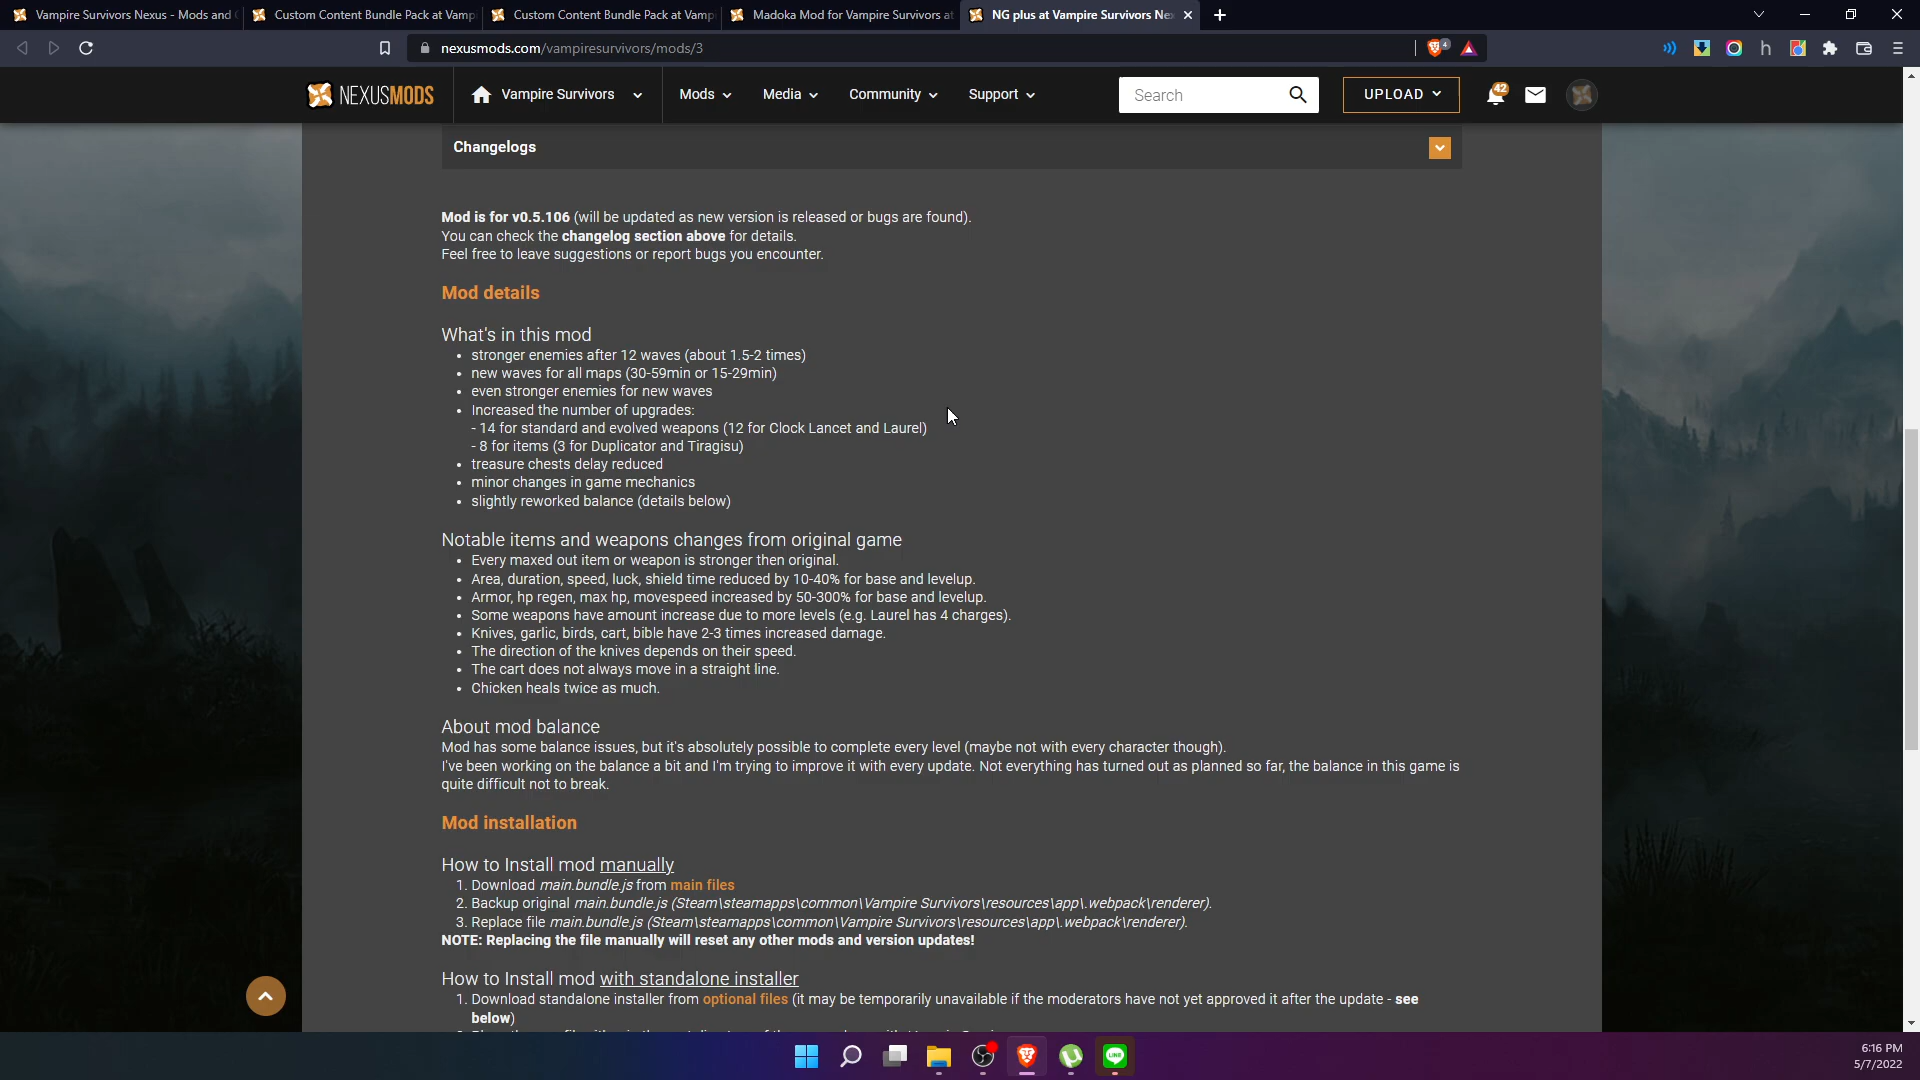 Vampire Survivors Nexus - Mods and
Custom Content Bundle Pack at Vamp
Custom Content Bundle Pack at Vamp
Madoka Mod for Vampire Survivors at
NG plus at Vampire Survivors Ne
nexusmods.com/vampiresurvivors/mods/3
4
NEXUSMODS
Vampire Survivors
Mods
Media
Community
Support
Search
UPLOAD
42
Changelogs
Mod is for v0.5.106 (will be updated as new version is released or bugs are found).
You can check the changelog section above for details.
Feel free to leave suggestions or report bugs you encounter.
Mod details
What's in this mod
• stronger enemies after 12 waves (about 1.5-2 times)
• new waves for all maps (30-59min or 15-29min)
• even stronger enemies for new waves
• Increased the number of upgrades:
- 14 for standard and evolved weapons (12 for Clock Lancet and Laurel)
- 8 for items (3 for Duplicator and Tiragisu)
• treasure chests delay reduced
• minor changes in game mechanics
• slightly reworked balance (details below)
Notable items and weapons changes from original game
• Every maxed out item or weapon is stronger then original.
• Area, duration, speed, luck, shield time reduced by 10-40% for base and levelup.
• Armor, hp regen, max hp, movespeed increased by 50-300% for base and levelup.
• Some weapons have amount increase due to more levels (e.g. Laurel has 4 charges).
• Knives, garlic, birds, cart, bible have 2-3 times increased damage.
• The direction of the knives depends on their speed.
• The cart does not always move in a straight line.
• Chicken heals twice as much.
About mod balance
Mod has some balance issues, but it's absolutely possible to complete every level (maybe not with every character though).
I've been working on the balance a bit and I'm trying to improve it with every update. Not everything has turned out as planned so far, the balance in this game is
quite difficult not to break.
Mod installation
How to Install mod manually
1. Download main.bundle.js from main files
2. Backup original main.bundle.js (Steam\steamapps\common\Vampire Survivors\resources\app\.webpack\renderer).
3. Replace file main.bundle.js (Steam\steamapps\common\Vampire Survivors\resources\app\.webpack\renderer).
NOTE: Replacing the file manually will reset any other mods and version updates!
How to Install mod with standalone installer
1. Download standalone installer from optional files (it may be temporarily unavailable if the moderators have not yet approved it after the update - see
below)
6:16 PM
5/7/2022